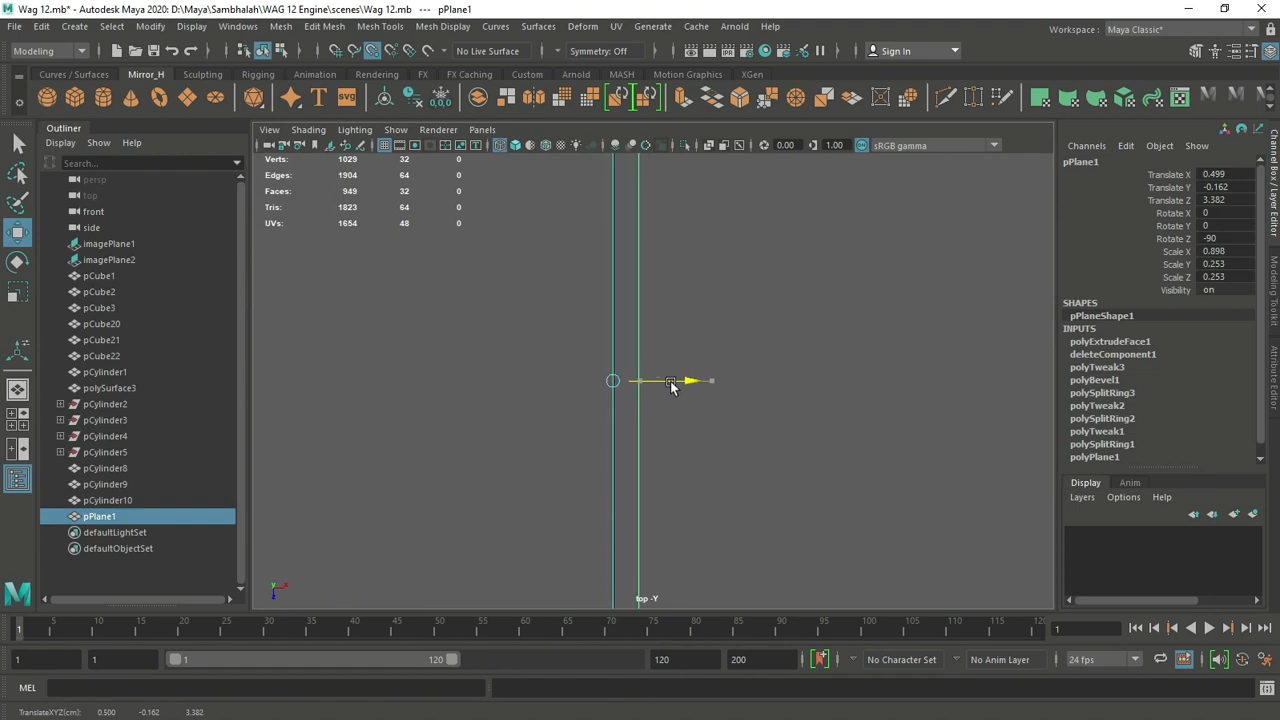 Wag 12.mb* - Autodesk Maya 2020: D:\Maya\Sambhalah\WAG 12 Engine\scenes\Wag 12.mb --- pPlane1
File Edit Create Select Modify Display Windows Mesh Edit Mesh Mesh Tools Mesh Display Curves Surfaces Deform UV Generate Cache Arnold Help Workspace : Maya Classic*
Modeling No Live Surface Symmetry: Off Sign In
Curves / Surfaces Mirror_H Sculpting Rigging Animation Rendering FX FX Caching Custom Arnold MASH Motion Graphics XGen
Outliner
Display Show Help
Search...
persp
top
front
side
imagePlane1
imagePlane2
pCube1
pCube2
pCube3
pCube20
pCube21
pCube22
pCylinder1
polySurface3
pCylinder2
pCylinder3
pCylinder4
pCylinder5
pCylinder8
pCylinder9
pCylinder10
pPlane1
defaultLightSet
defaultObjectSet
View Shading Lighting Show Renderer Panels
0.00 1.00 sRGB gamma
Verts: 1029 32 0
Edges: 1904 64 0
Faces: 949 32 0
Tris: 1823 64 0
UVs: 1654 48 0
y x z
top -Y
Channels Edit Object Show
pPlane1
Translate X 0.499
Translate Y -0.162
Translate Z 3.382
Rotate X 0
Rotate Y 0
Rotate Z -90
Scale X 0.898
Scale Y 0.253
Scale Z 0.253
Visibility on
SHAPES
pPlaneShape1
INPUTS
polyExtrudeFace1
deleteComponent1
polyTweak3
polyBevel1
polySplitRing3
polyTweak2
polySplitRing2
polyTweak1
polySplitRing1
polyPlane1
Display Anim
Layers Options Help
Channel Box / Layer Editor
Modeling Toolkit
Attribute Editor
1 5 10 15 20 25 30 35 40 45 50 55 60 65 70 75 80 85 90 95 100 105 110 115 120 1
1 1 1 120 120 200 No Character Set No Anim Layer 24 fps
MEL
TranslateXYZ(cm): 0.500 -0.162 3.382